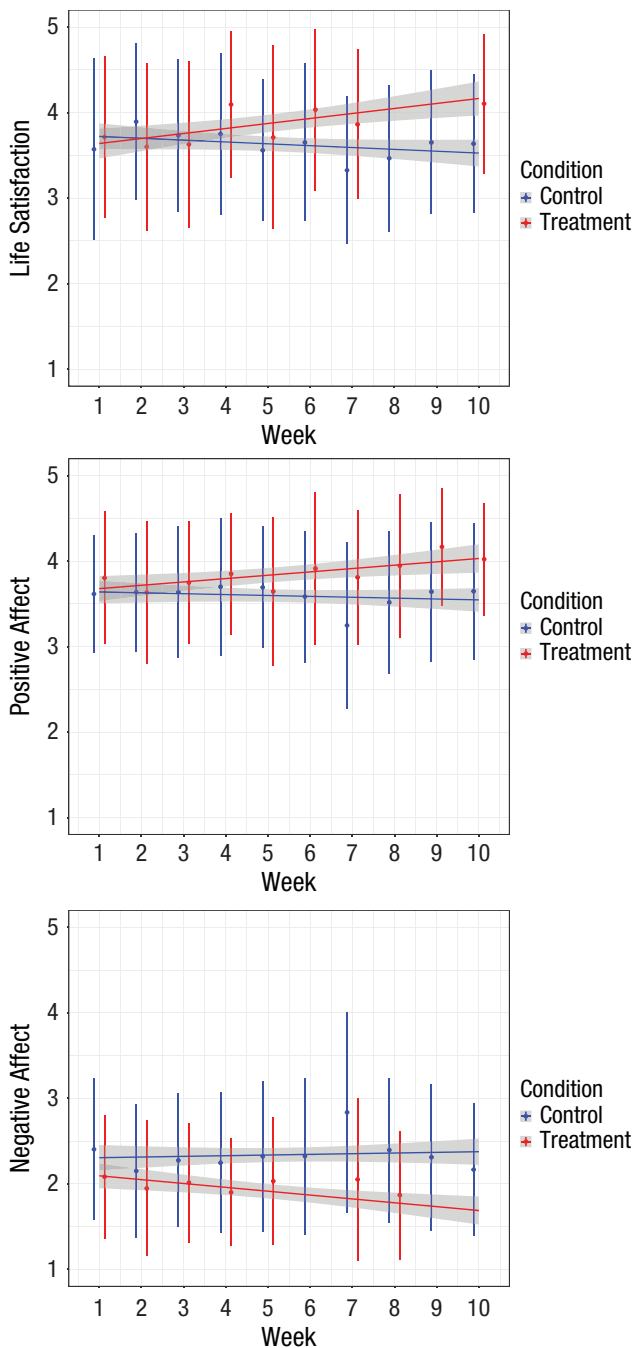 5
4
3
2
1
Life Satisfaction
1 2 3 4 5 6 7 8 9 10
Week
Condition
Control
Treatment
5
4
3
2
1
Positive Affect
1 2 3 4 5 6 7 8 9 10
Week
Condition
Control
Treatment
5
4
3
2
1
Negative Affect
1 2 3 4 5 6 7 8 9 10
Week
Condition
Control
Treatment